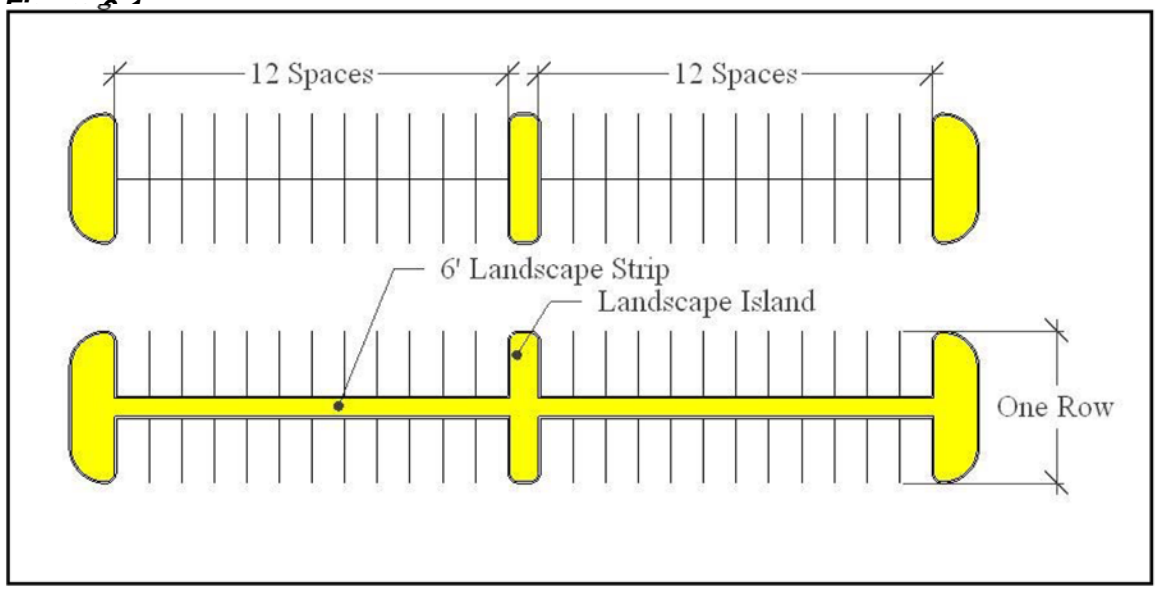 12 Spaces
12 Spaces
6' Landscape Strip
Landscape Island
One Row